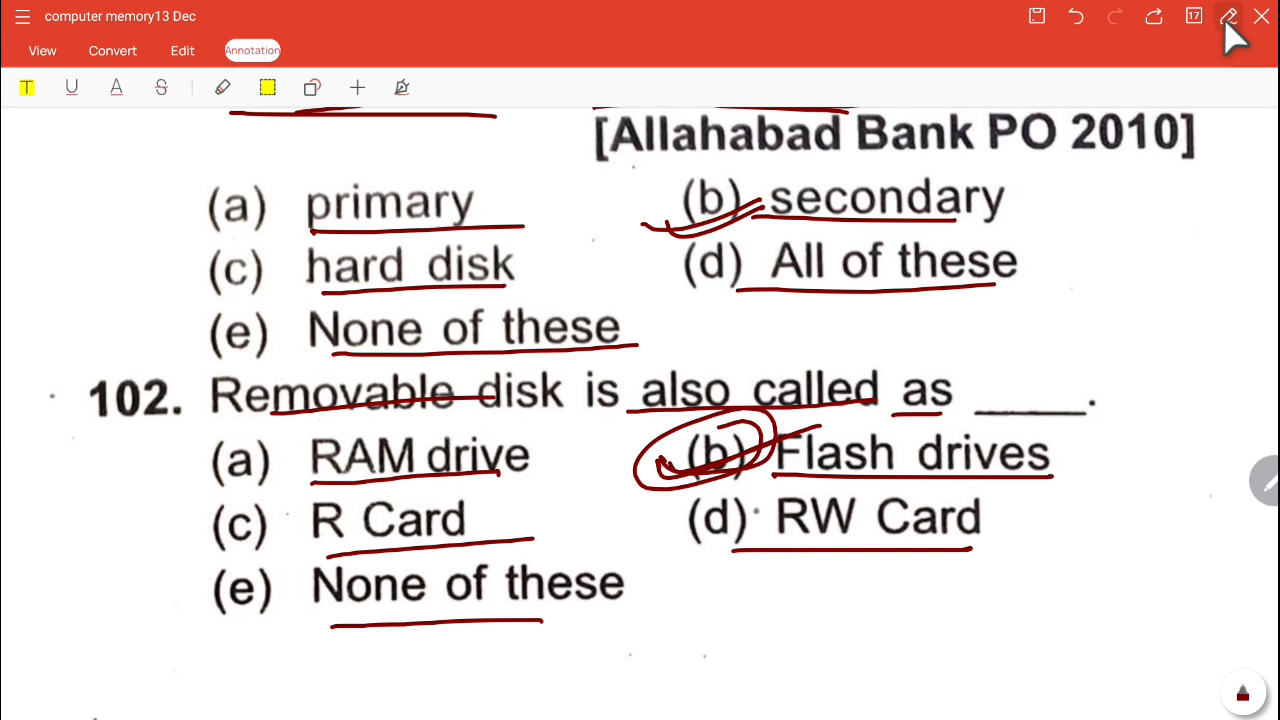 computer memory13 Dec
17
View Convert Edit Annotation
T U A S
[Allahabad Bank PO 2010]
(a) primary (b) secondary
(c) hard disk (d) All of these
(e) None of these
102. Removable disk is also called as _____.
(a) RAM drive (b) Flash drives
(c) R Card (d) RW Card
(e) None of these